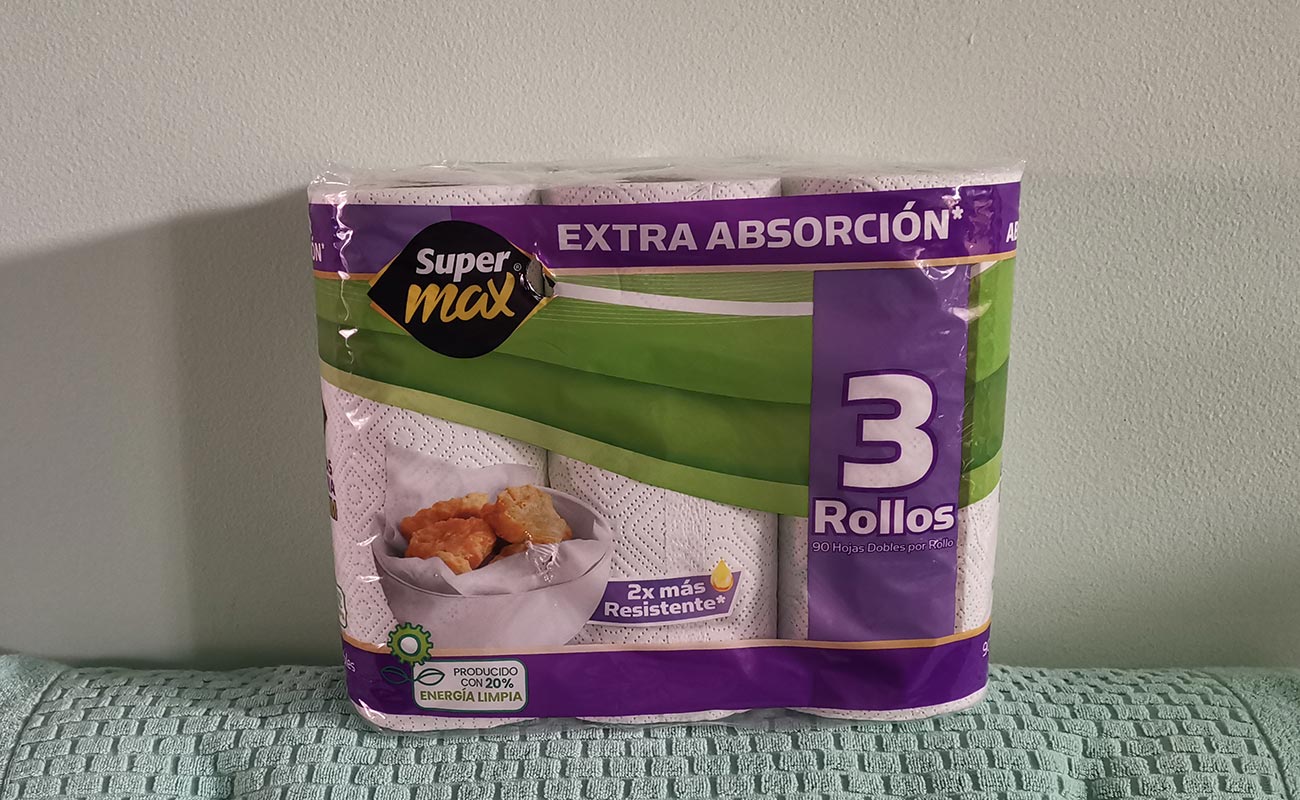 EXTRA ABSORCIÓN*
Super®
max
3
Rollos
90 Hojas Dobles por Rollo
2x más
Resistente*
PRODUCIDO
CON 20%
ENERGÍA LIMPIA